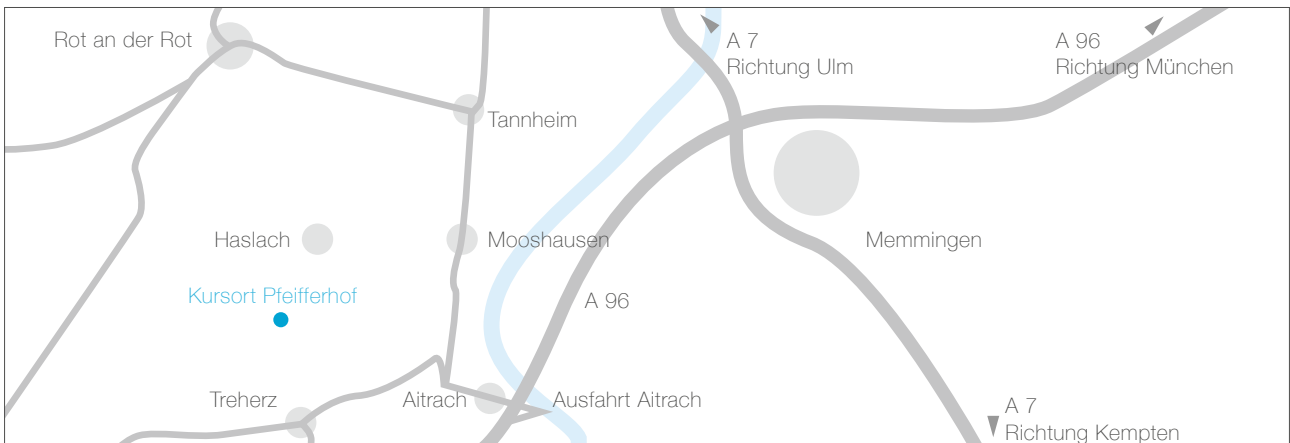 Rot an der Rot
A 7
Richtung Ulm
A 96
Richtung München
Tannheim
Haslach
Mooshausen
Memmingen
Kursort Pfeifferhof
A 96
Treherz
Aitrach
Ausfahrt Aitrach
A 7
Richtung Kempten